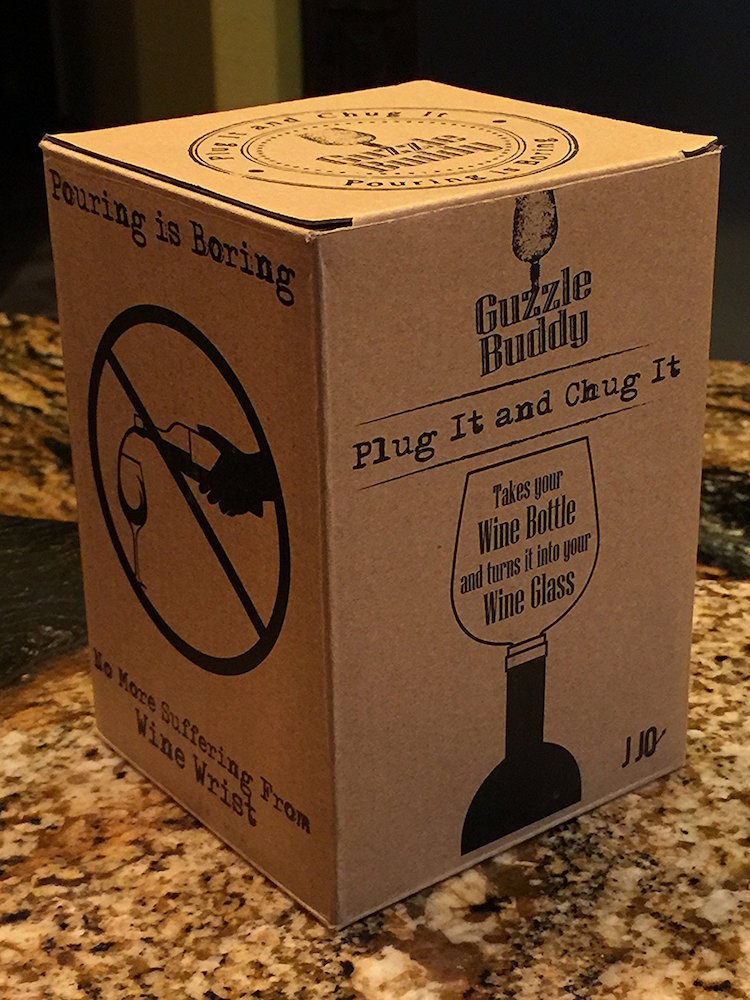 Plug It and Chug It
Guzzle
Buddy
Pouring is Boring
Pouring is Boring
No More Suffering From
Wine Wrist
Guzzle
Buddy
Plug It and Chug It
Takes your
Wine Bottle
and turns it into your
Wine Glass
J JO